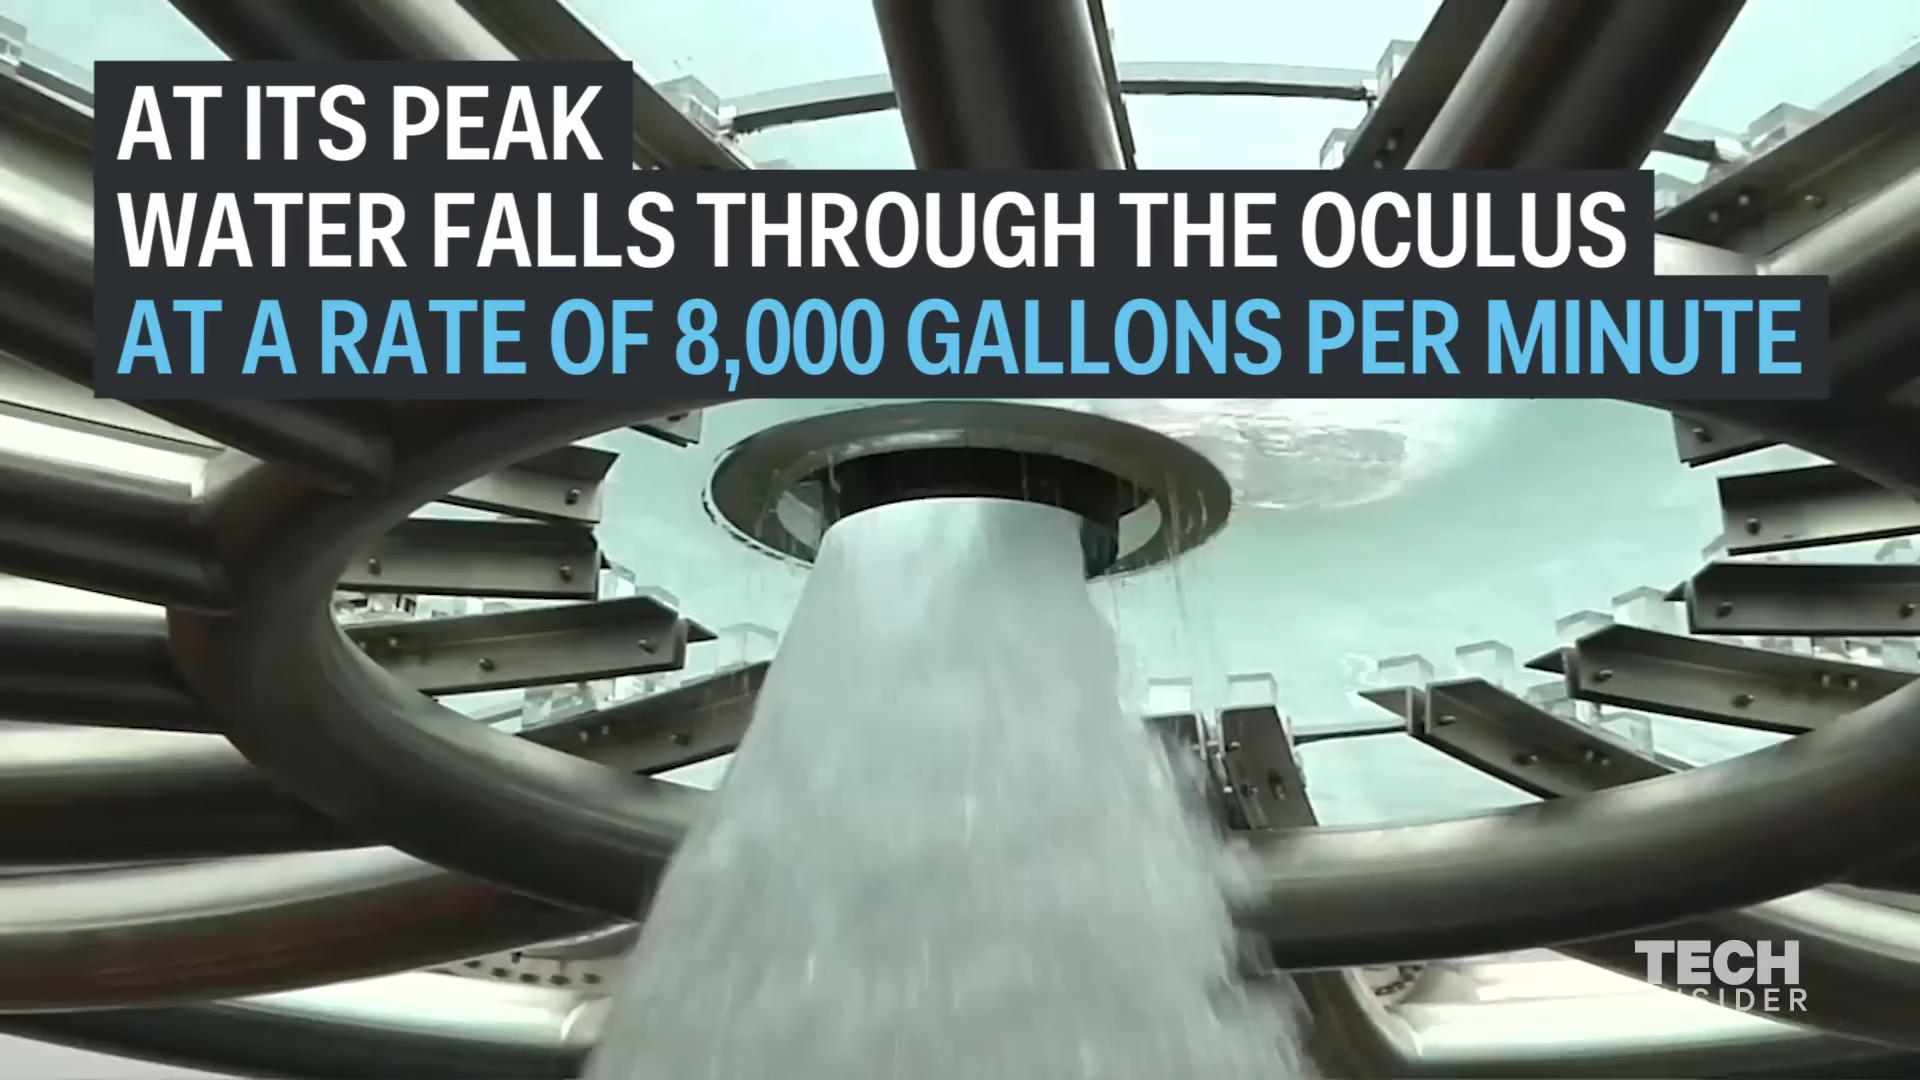 AT ITS PEAK
WATER FALLS THROUGH THE OCULUS
AT A RATE OF 8,000 GALLONS PER MINUTE
TECH
INSIDER